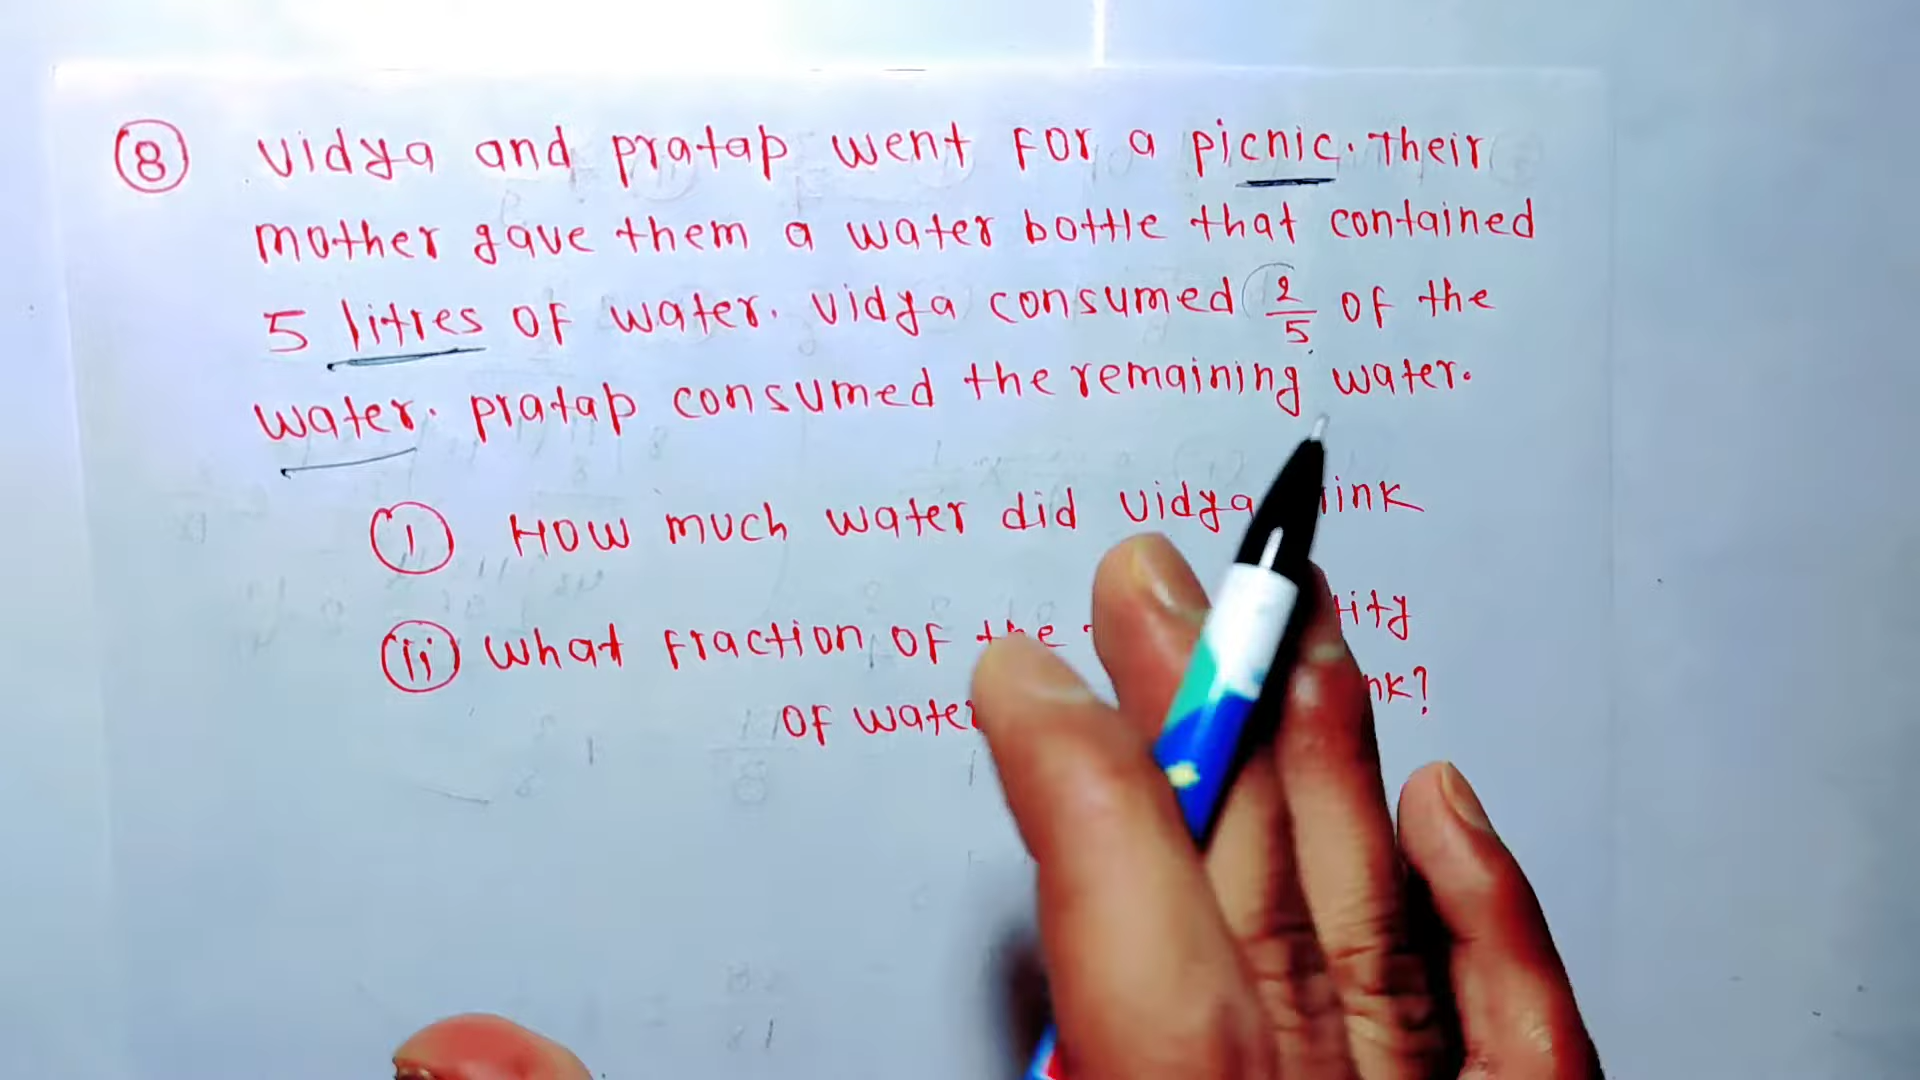 8 Vidya and pratap went For a picnic. Their
mother gave them a water bottle that contained
5 litres of water. Vidya consumed 2/5 of the
water. pratap consumed the remaining water.
i How much water did vidya
ii What fraction of the
of water